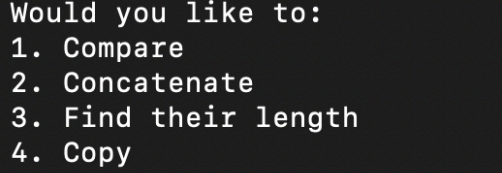 Would you like to:
1. Compare
2. Concatenate
3. Find their length
4. Copy